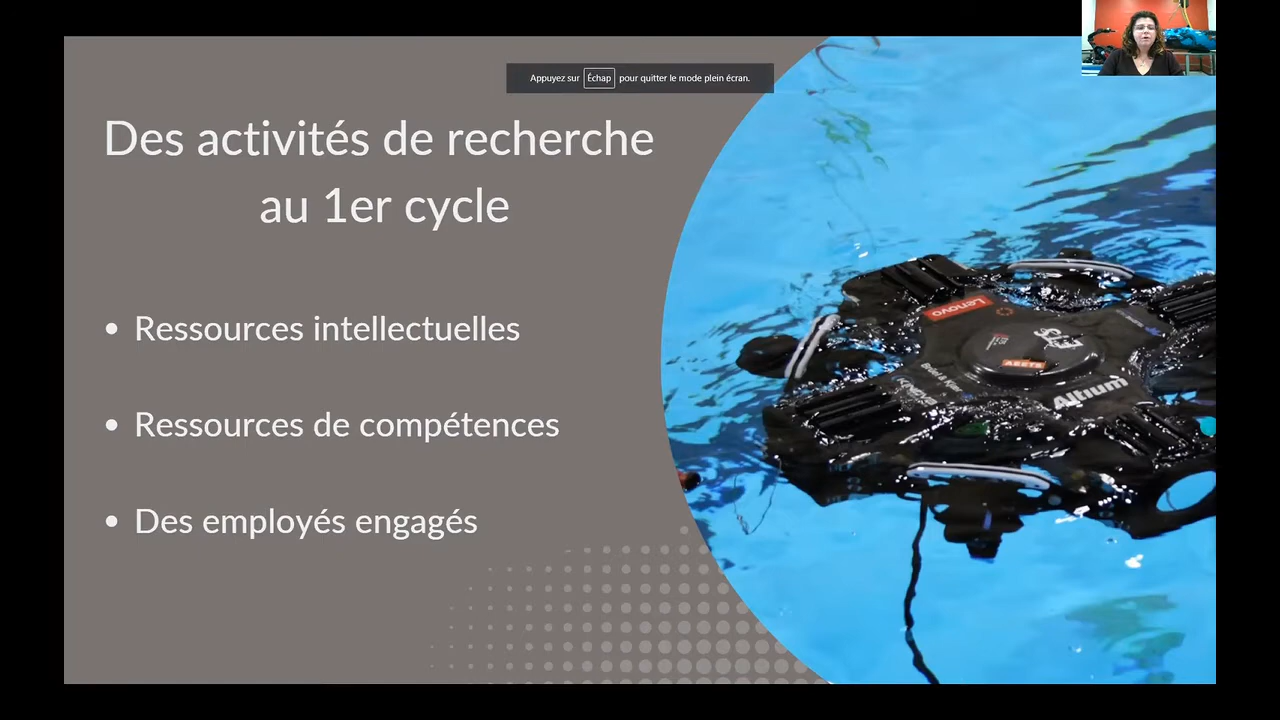 Appuyez sur Échap pour quitter le mode plein écran.
Des activités de recherche
au 1er cycle
• Ressources intellectuelles
• Ressources de compétences
• Des employés engagés
Lenovo
Altium